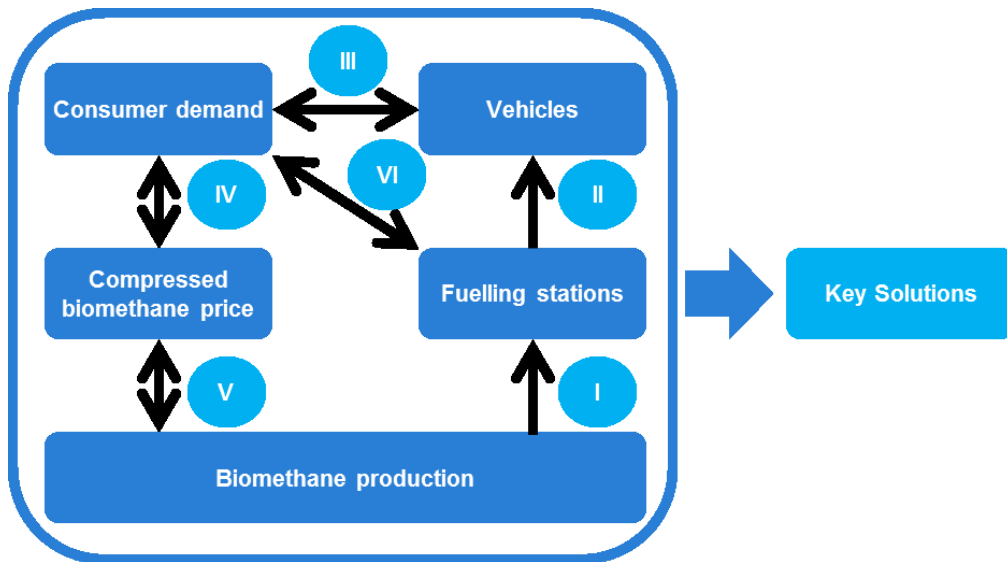 III
Consumer demand
Vehicles
VI
IV
II
Compressed
biomethane price
Fuelling stations
Key Solutions
V
I
Biomethane production